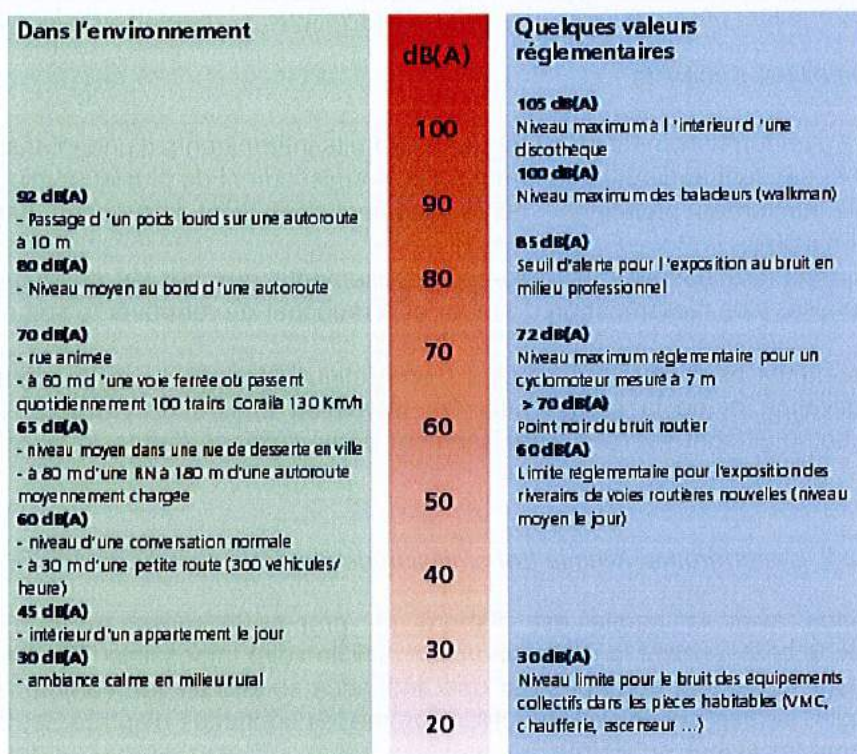 Dans l'environnement
92 dB(A)
- Passage d'un poids lourd sur une autoroute
à 10 m
80 dB(A)
- Niveau moyen au bord d'une autoroute
70 dB(A)
- rue animée
- à 60 m d'une voie ferrée où passent
quotidiennement 100 trains Corail à 130 Km/h
65 dB(A)
- niveau moyen dans une rue de desserte en ville
- à 80 m d'une RN à 180 m d'une autoroute
moyennement chargée
60 dB(A)
- niveau d'une conversation normale
- à 30 m d'une petite route (300 véhicules/
heure)
45 dB(A)
- intérieur d'un appartement le jour
30 dB(A)
- ambiance calme en milieu rural
dB(A)
100
90
80
70
60
50
40
30
20
Quelques valeurs
réglementaires
105 dB(A)
Niveau maximum à l'intérieur d'une
discothèque
100 dB(A)
Niveau maximum des baladeurs (walkman)
85 dB(A)
Seuil d'alerte pour l'exposition au bruit en
milieu professionnel
72 dB(A)
Niveau maximum réglementaire pour un
cyclomoteur mesuré à 7 m
> 70 dB(A)
Point noir du bruit routier
60 dB(A)
Limite réglementaire pour l'exposition des
riverains de voies routières nouvelles (niveau
moyen le jour)
30 dB(A)
Niveau limite pour le bruit des équipements
collectifs dans les pièces habitables (VMC,
chaufferie, ascenseur ...)